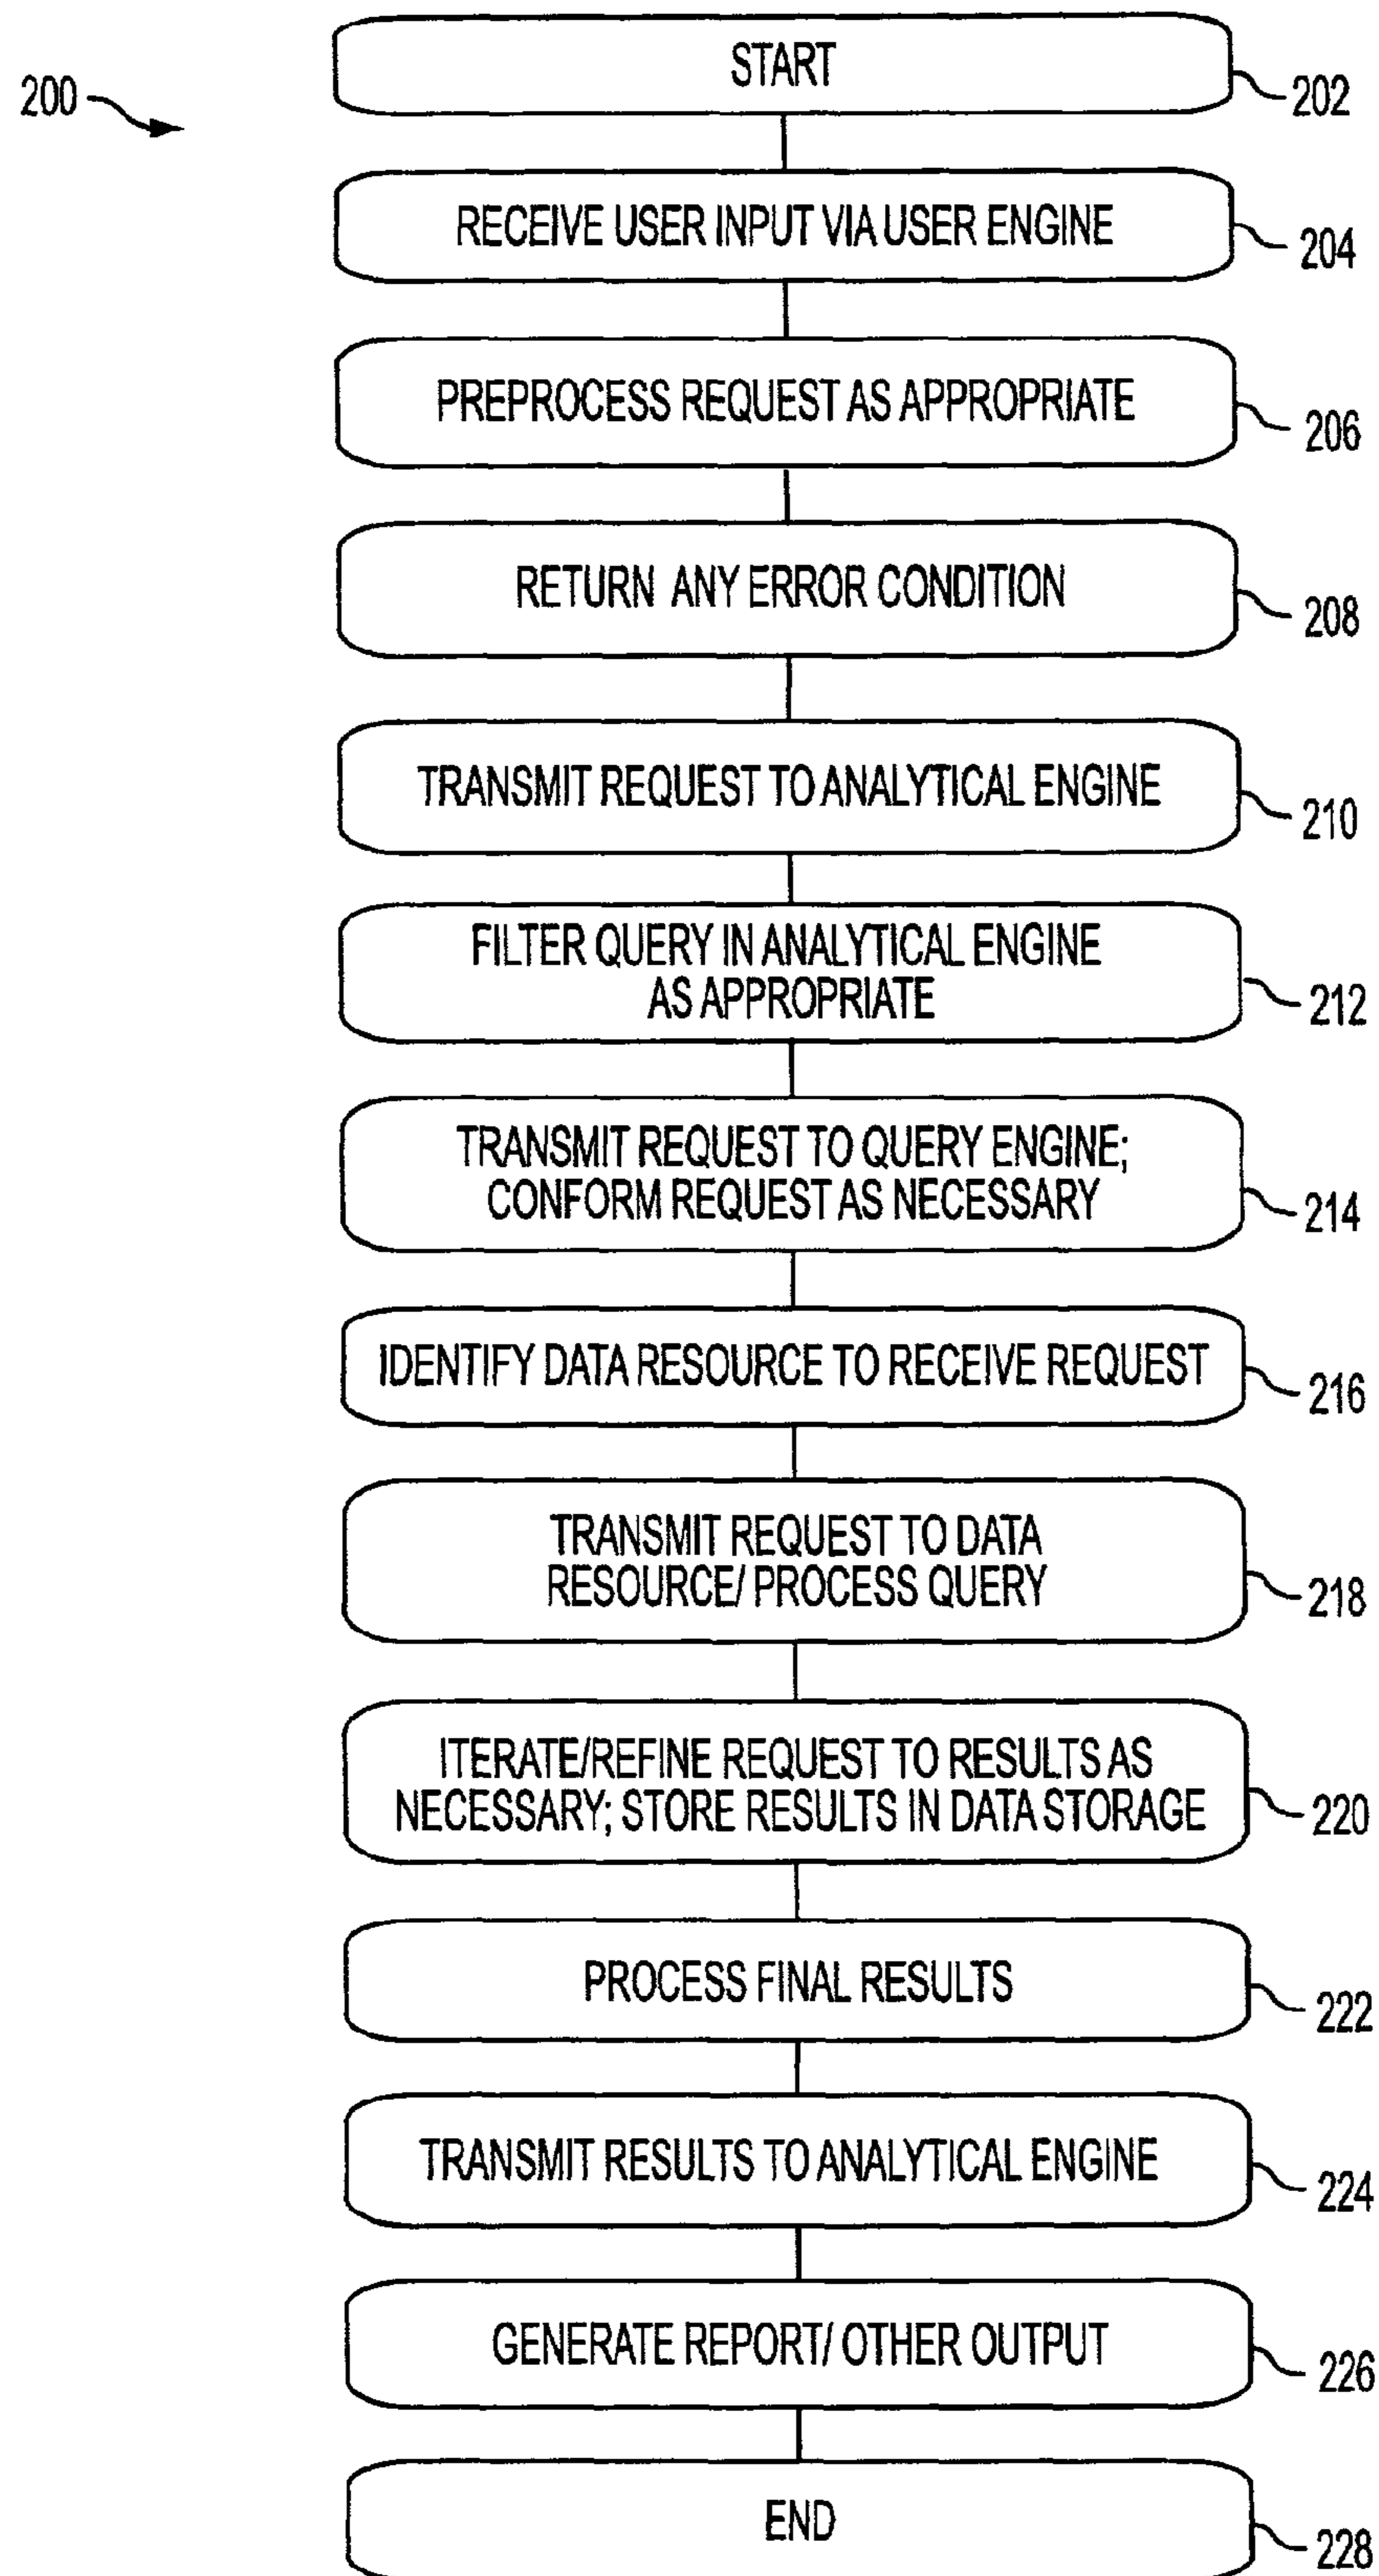 200
START
202
RECEIVE USER INPUT VIA USER ENGINE
204
PREPROCESS REQUEST AS APPROPRIATE
206
RETURN ANY ERROR CONDITION
208
TRANSMIT REQUEST TO ANALYTICAL ENGINE
210
FILTER QUERY IN ANALYTICAL ENGINE
AS APPROPRIATE
212
TRANSMIT REQUEST TO QUERY ENGINE;
CONFORM REQUEST AS NECESSARY
214
IDENTIFY DATA RESOURCE TO RECEIVE REQUEST
216
TRANSMIT REQUEST TO DATA
RESOURCE/ PROCESS QUERY
218
ITERATE/REFINE REQUEST TO RESULTS AS
NECESSARY; STORE RESULTS IN DATA STORAGE
220
PROCESS FINAL RESULTS
222
TRANSMIT RESULTS TO ANALYTICAL ENGINE
224
GENERATE REPORT/ OTHER OUTPUT
226
END
228